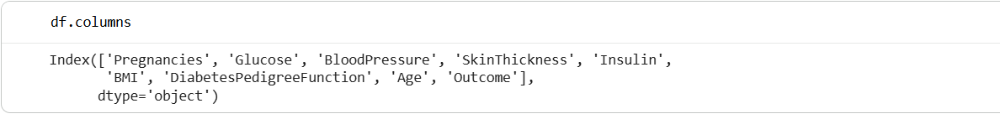 df.columns
Index(['Pregnancies', 'Glucose', 'BloodPressure', 'SkinThickness', 'Insulin',
       'BMI', 'DiabetesPedigreeFunction', 'Age', 'Outcome'],
      dtype='object')